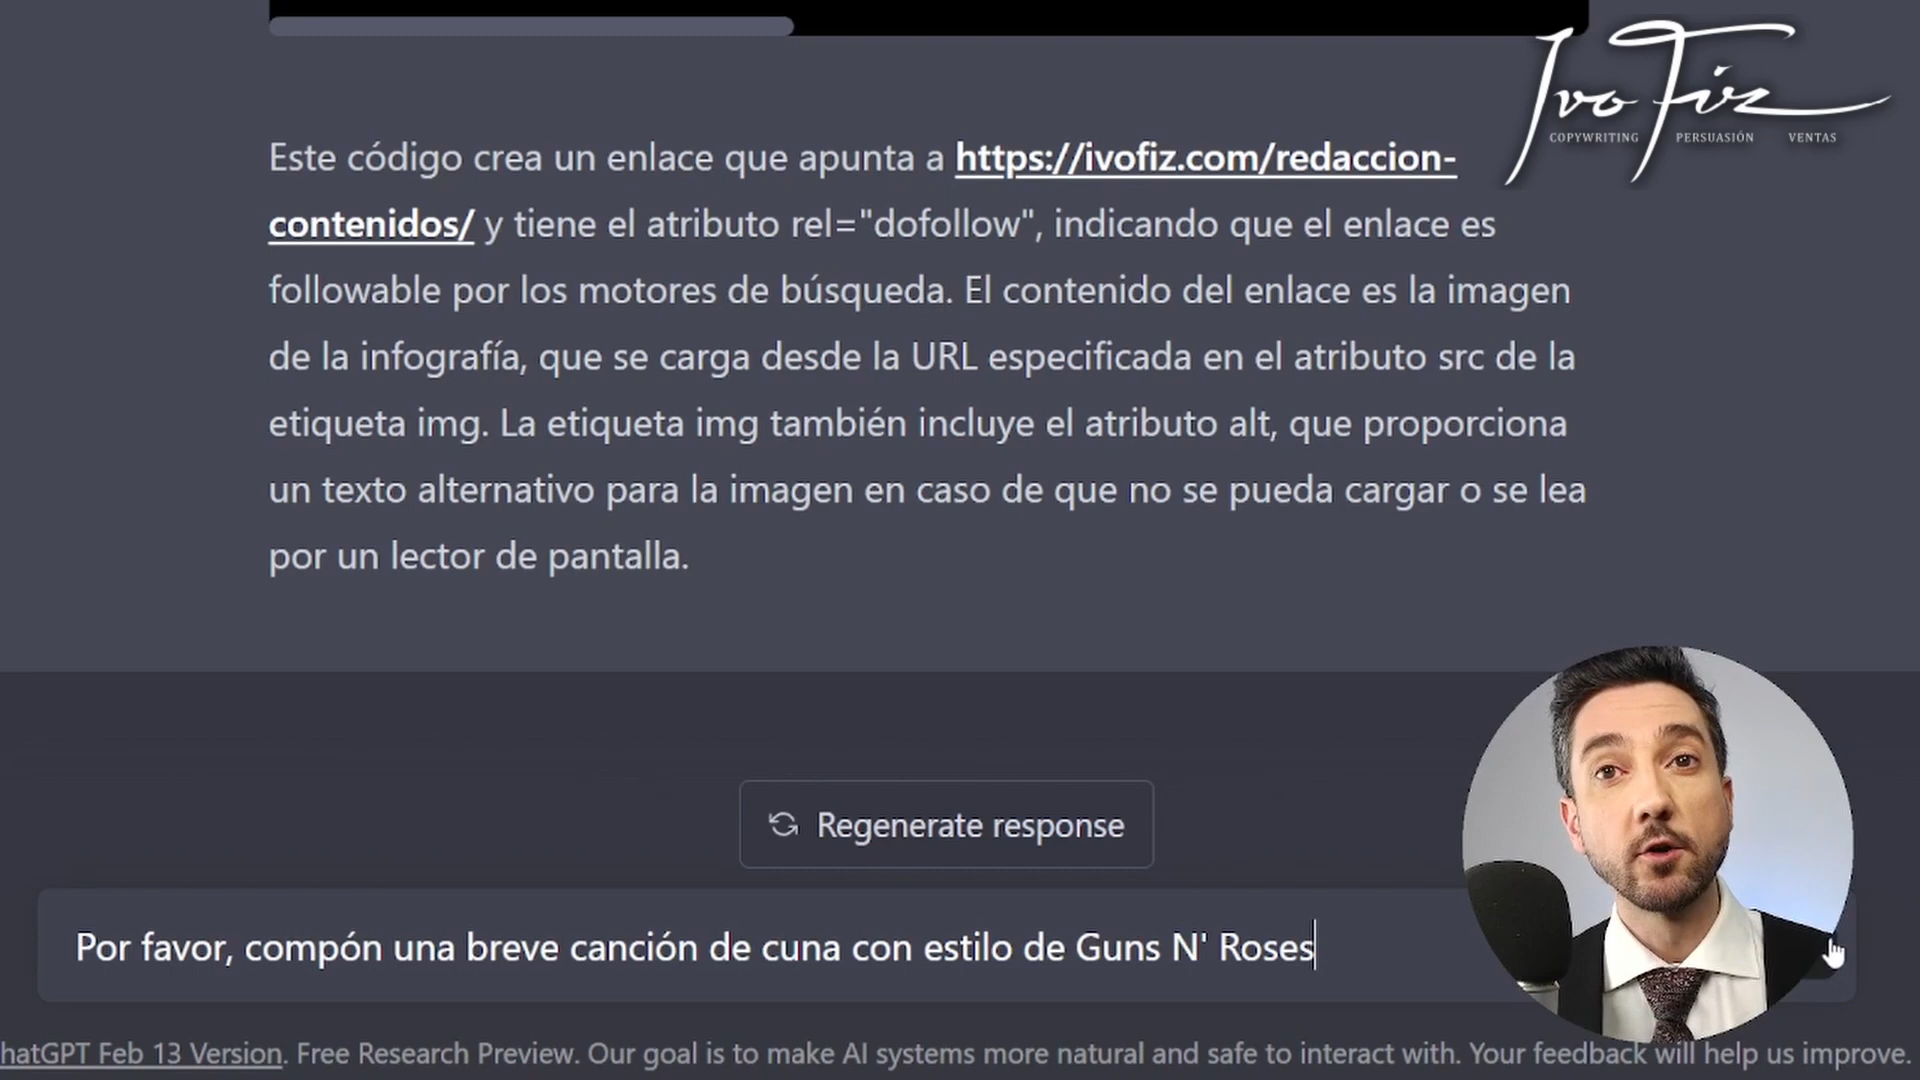 Ivo Fiz
COPYWRITING PERSUASIÓN VENTAS
Este código crea un enlace que apunta a https://ivofiz.com/redaccion-
contenidos/ y tiene el atributo rel="dofollow", indicando que el enlace es
followable por los motores de búsqueda. El contenido del enlace es la imagen
de la infografía, que se carga desde la URL especificada en el atributo src de la
etiqueta img. La etiqueta img también incluye el atributo alt, que proporciona
un texto alternativo para la imagen en caso de que no se pueda cargar o se lea
por un lector de pantalla.
Regenerate response
Por favor, compón una breve canción de cuna con estilo de Guns N' Roses
hatGPT Feb 13 Version. Free Research Preview. Our goal is to make AI systems more natural and safe to interact with. Your feedback will help us improve.